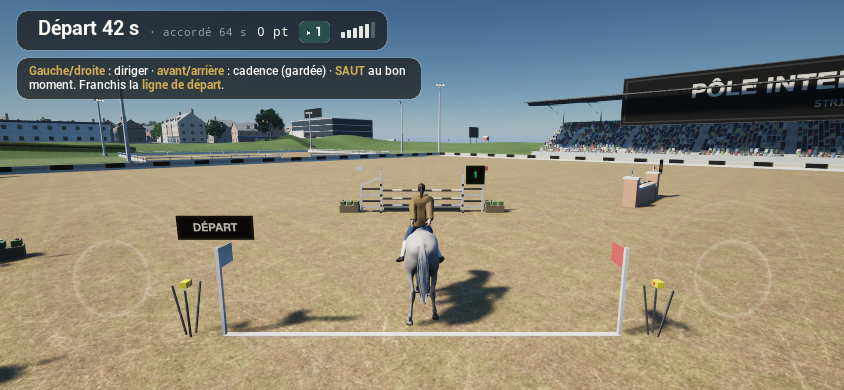 Départ 42 s · accordé 64 s 0 pt ▸1
Gauche/droite : diriger · avant/arrière : cadence (gardée) · SAUT au bon
moment. Franchis la ligne de départ.
PÔLE INTER
STRI
1
DÉPART